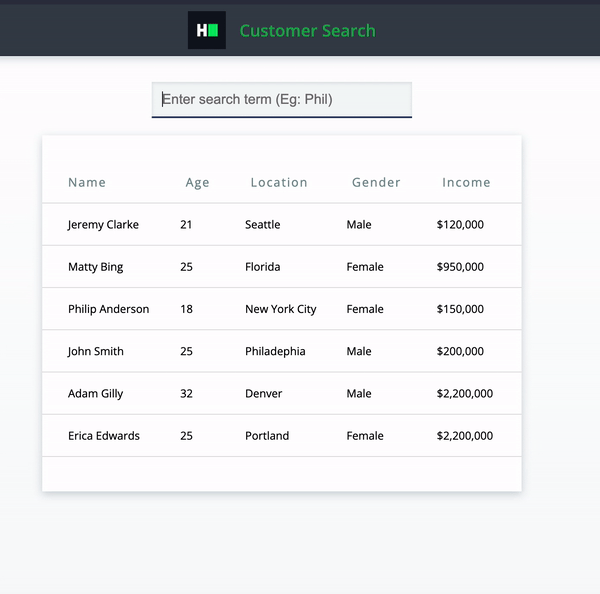 H
Customer Search
Enter search term (Eg: Phil)
Name Age Location Gender Income
Jeremy Clarke 21 Seattle Male $120,000
Matty Bing 25 Florida Female $950,000
Philip Anderson 18 New York City Female $150,000
John Smith 25 Philadephia Male $200,000
Adam Gilly 32 Denver Male $2,200,000
Erica Edwards 25 Portland Female $2,200,000